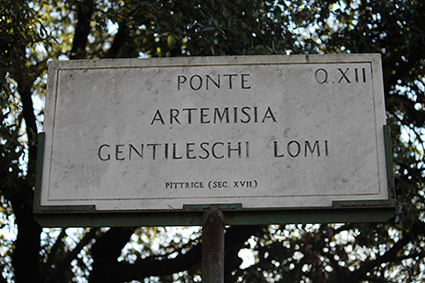 PONTE Q.XII
ARTEMISIA
GENTILESCHI LOMI
PITTRICE (SEC. XVII)